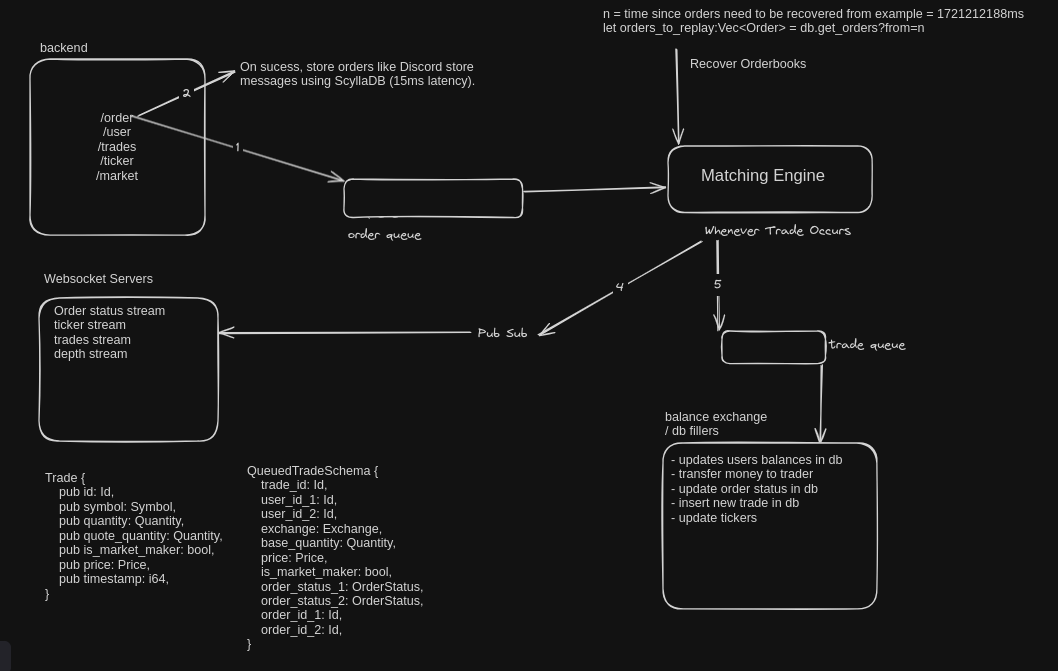 n = time since orders need to be recovered from example = 1721212188ms
let orders_to_replay:Vec<Order> = db.get_orders?from=n
Recover Orderbooks
backend
On sucess, store orders like Discord store
messages using ScyllaDB (15ms latency).
2
/order
/user
/trades
/ticker
/market
1
order queue
Matching Engine
Whenever Trade Occurs
4
5
Pub Sub
trade queue
Websocket Servers
Order status stream
ticker stream
trades stream
depth stream
balance exchange
/ db fillers
- updates users balances in db
- transfer money to trader
- update order status in db
- insert new trade in db
- update tickers
Trade {
pub id: Id,
pub symbol: Symbol,
pub quantity: Quantity,
pub quote_quantity: Quantity,
pub is_market_maker: bool,
pub price: Price,
pub timestamp: i64,
}
QueuedTradeSchema {
trade_id: Id,
user_id_1: Id,
user_id_2: Id,
exchange: Exchange,
base_quantity: Quantity,
price: Price,
is_market_maker: bool,
order_status_1: OrderStatus,
order_status_2: OrderStatus,
order_id_1: Id,
order_id_2: Id,
}